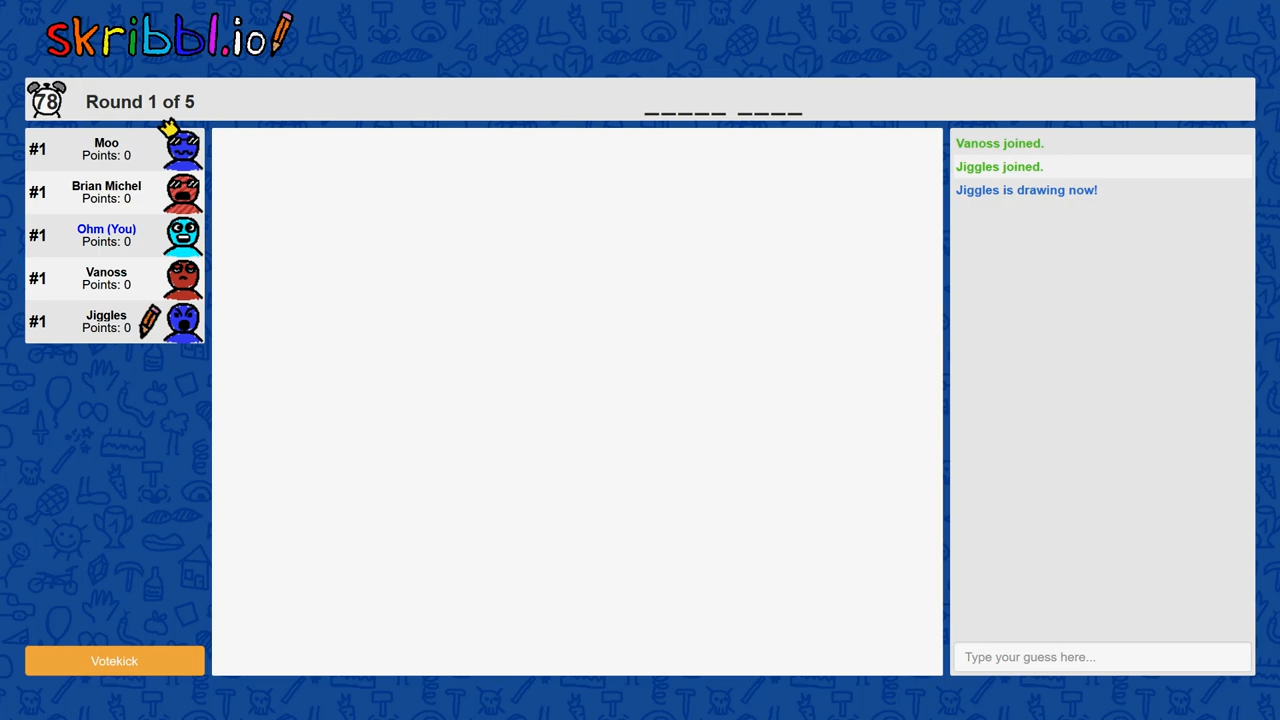 skribbl.io
78
Round 1 of 5
_____ ____
#1
Moo
Points: 0
#1
Brian Michel
Points: 0
#1
Ohm (You)
Points: 0
#1
Vanoss
Points: 0
#1
Jiggles
Points: 0
Votekick
Vanoss joined.
Jiggles joined.
Jiggles is drawing now!
Type your guess here...